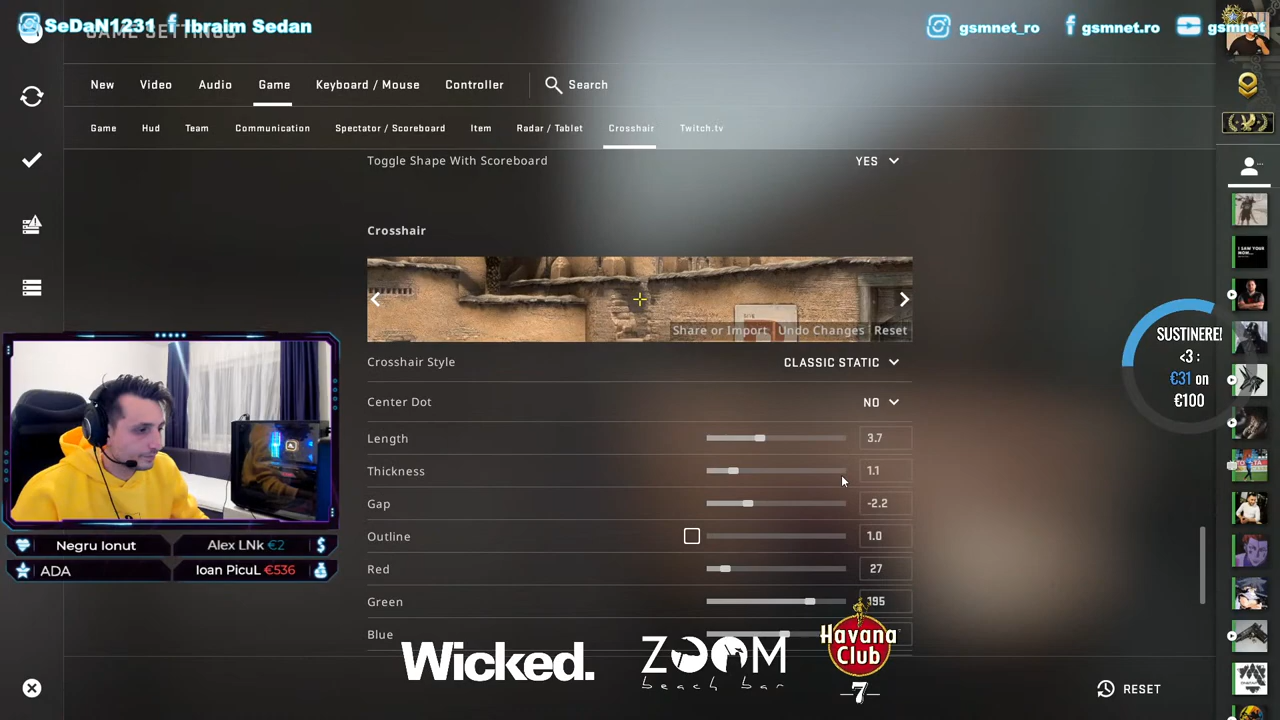 SeDaN1231 Ibraim Sedan
gsmnet_ro gsmnet.ro gsmnet
GAME SETTINGS
New Video Audio Game Keyboard / Mouse Controller Search
Game Hud Team Communication Spectator / Scoreboard Item Radar / Tablet Crosshair Twitch.tv
Toggle Shape With Scoreboard YES
Crosshair
Share or Import Undo Changes Reset
Crosshair Style CLASSIC STATIC
Center Dot NO
Length 3.7
Thickness 1.1
Gap -2.2
Outline 1.0
Red 27
Green 195
Blue
SUSTINERE!
<3 :
€31 on
€100
I SAW YOUR
Negru Ionut Alex LNk €2
ADA Ioan PicuL €536
Wicked.
ZOOM
beach bar
Havana
Club
7
RESET